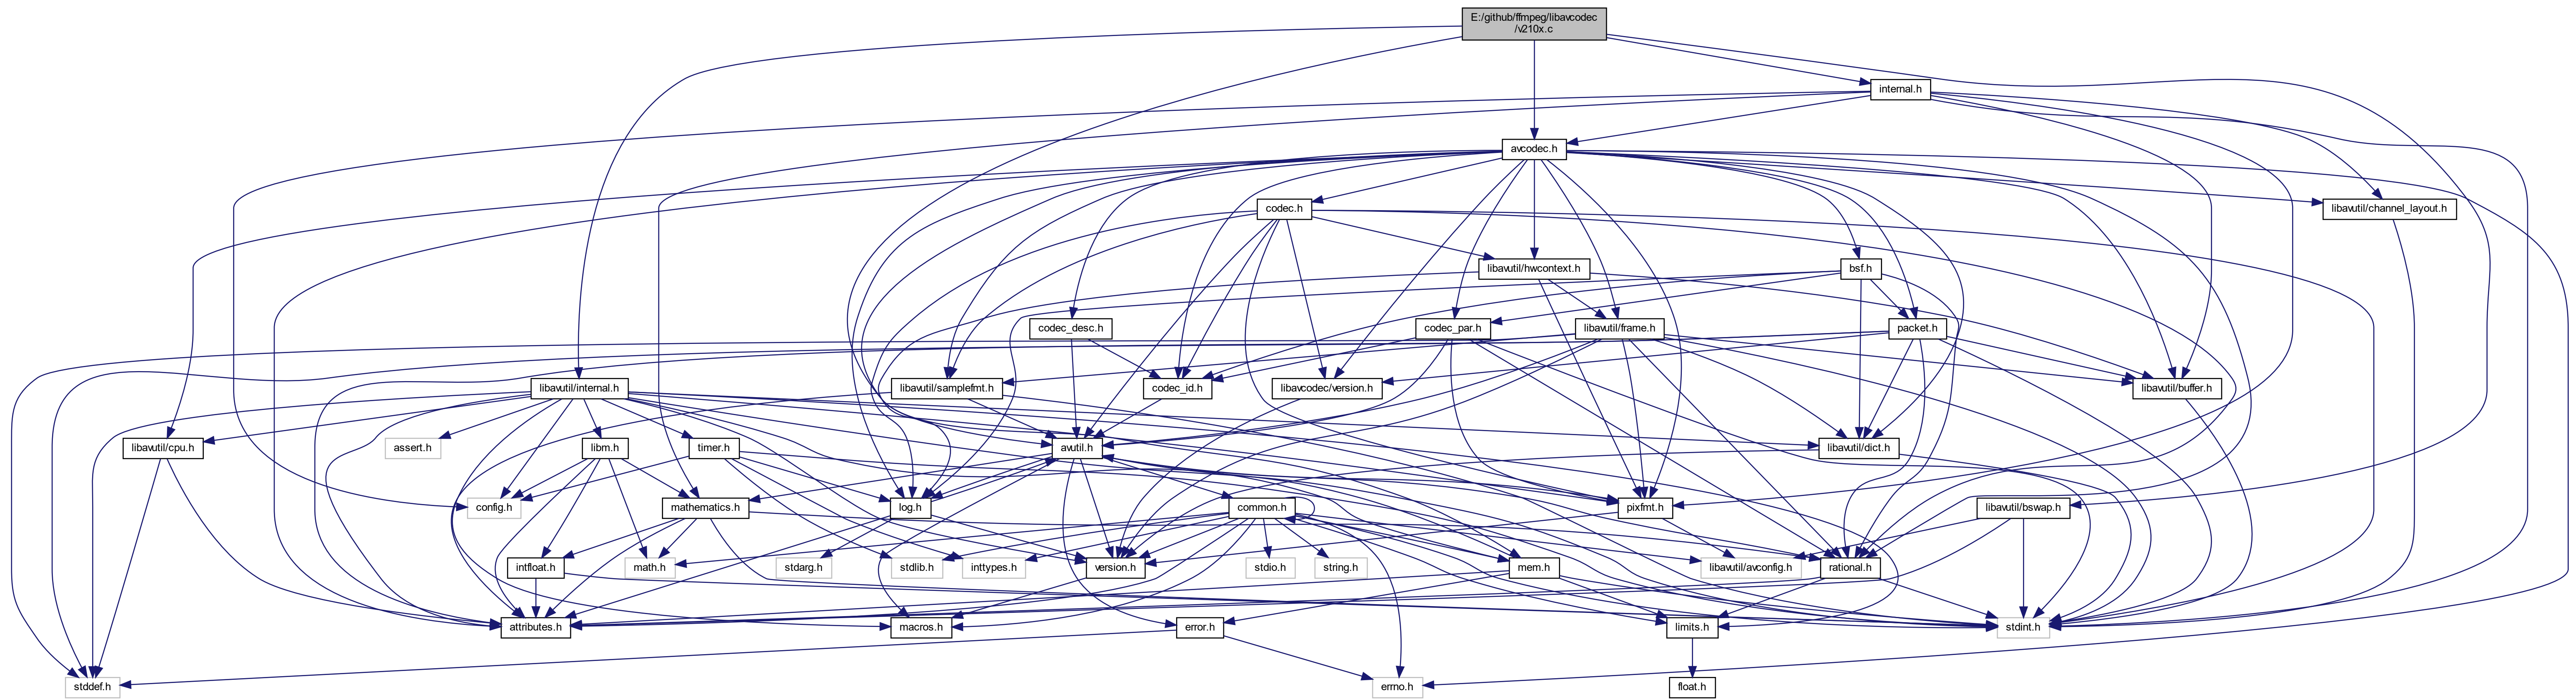 E:/github/ffmpeg/libavcodec
/v210x.c
internal.h
avcodec.h
codec.h
libavutil/channel_layout.h
libavutil/hwcontext.h
bsf.h
codec_desc.h
codec_par.h
libavutil/frame.h
packet.h
libavutil/internal.h
libavutil/samplefmt.h
codec_id.h
libavcodec/version.h
libavutil/buffer.h
libavutil/cpu.h
assert.h
libm.h
timer.h
avutil.h
libavutil/dict.h
config.h
mathematics.h
log.h
common.h
pixfmt.h
libavutil/bswap.h
intfloat.h
math.h
stdarg.h
stdlib.h
inttypes.h
version.h
stdio.h
string.h
libavutil/avconfig.h
mem.h
rational.h
attributes.h
macros.h
error.h
limits.h
stdint.h
stddef.h
errno.h
float.h